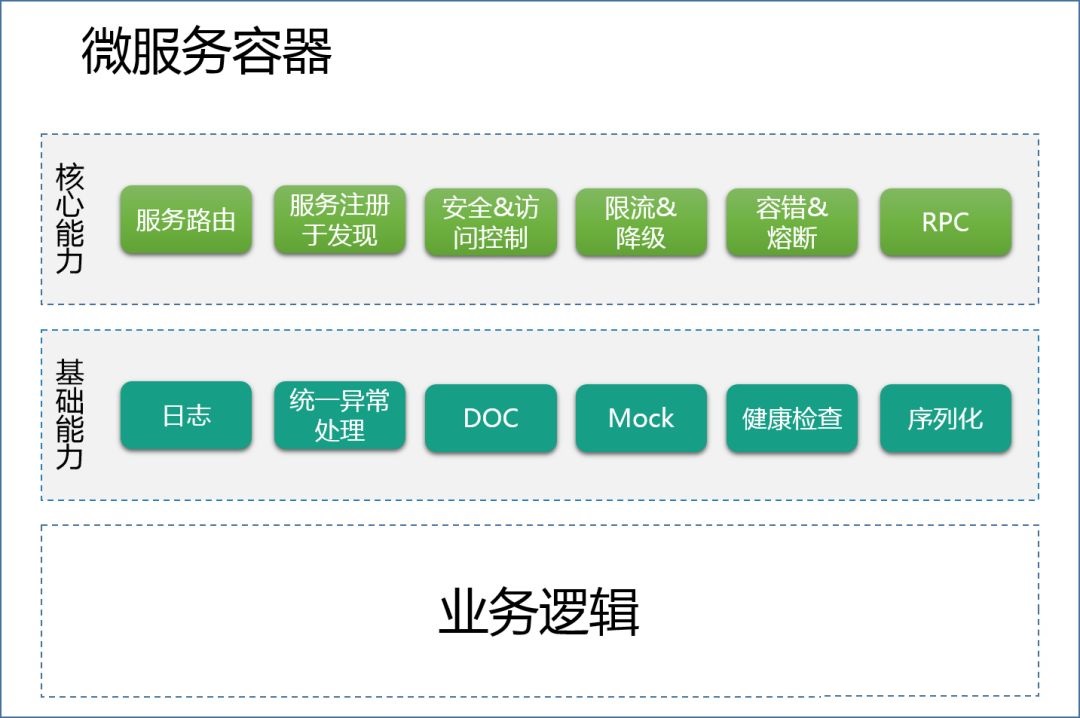 微服务容器
核心能力
服务路由
服务注册
于发现
安全&访
问控制
限流&
降级
容错&
熔断
RPC
基础能力
日志
统一异常
处理
DOC
Mock
健康检查
序列化
业务逻辑